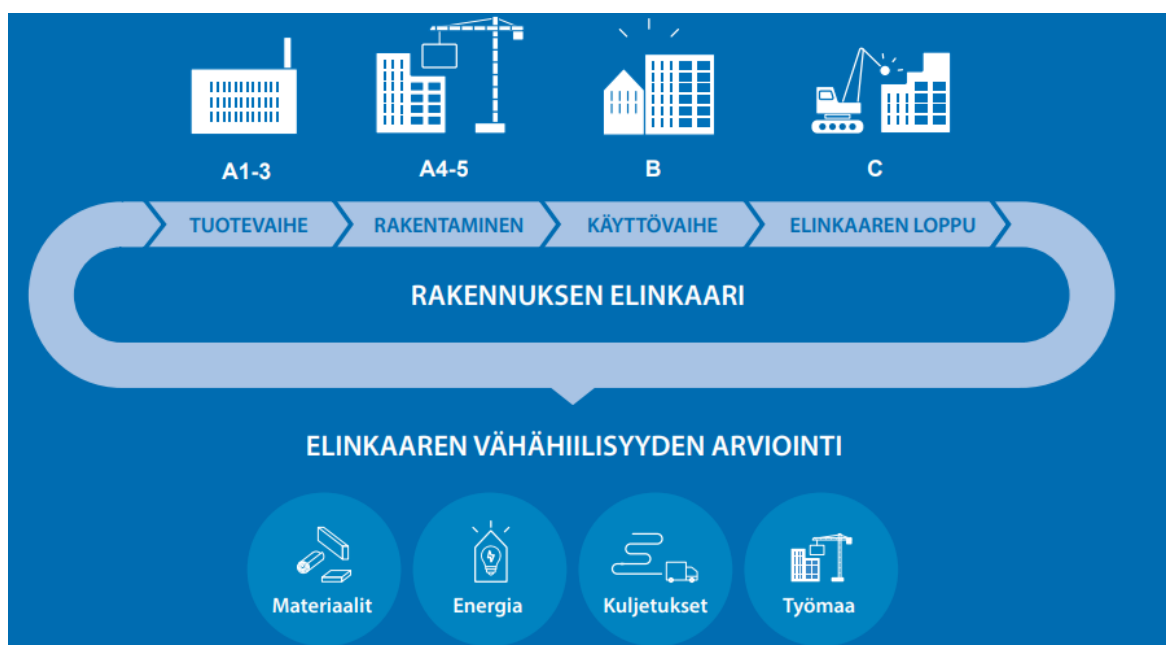 A1-3
A4-5
B
C
TUOTEVAIHE
RAKENTAMINEN
KÄYTTÖVAIHE
ELINKAAREN LOPPU
RAKENNUKSEN ELINKAARI
ELINKAAREN VÄHÄHIILISYYDEN ARVIOINTI
Materiaalit
Energia
Kuljetukset
Työmaa